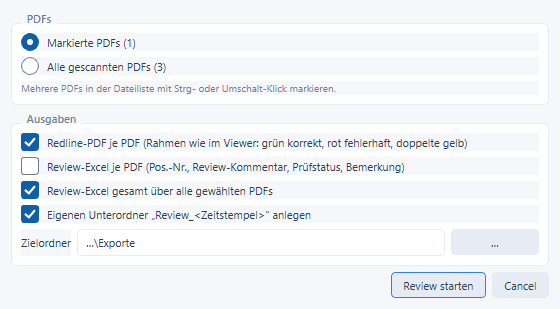 PDFs
Markierte PDFs (1)
Alle gescannten PDFs (3)
Mehrere PDFs in der Dateiliste mit Strg- oder Umschalt-Klick markieren.
Ausgaben
Redline-PDF je PDF (Rahmen wie im Viewer: grün korrekt, rot fehlerhaft, doppelte gelb)
Review-Excel je PDF (Pos.-Nr., Review-Kommentar, Prüfstatus, Bemerkung)
Review-Excel gesamt über alle gewählten PDFs
Eigenen Unterordner „Review_<Zeitstempel>“ anlegen
Zielordner ...\Exporte ...
Review starten Cancel